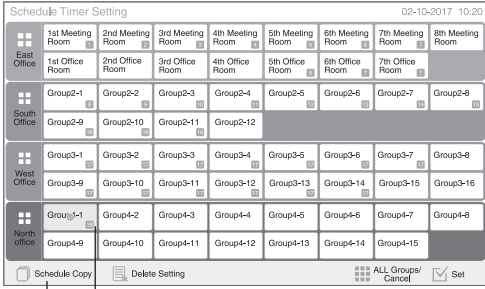 Schedule Timer Setting 02-10-2017 10:20
East Office
1st Meeting Room 2nd Meeting Room 3rd Meeting Room 4th Meeting Room 5th Meeting Room 6th Meeting Room 7th Meeting Room 8th Meeting Room
1st Office Room 2nd Office Room 3rd Office Room 4th Office Room 5th Office Room 6th Office Room 7th Office Room
South Office
Group2-1 Group2-2 Group2-3 Group2-4 Group2-5 Group2-6 Group2-7 Group2-8
Group2-9 Group2-10 Group2-11 Group2-12
West Office
Group3-1 Group3-2 Group3-3 Group3-4 Group3-5 Group3-6 Group3-7 Group3-8
Group3-9 Group3-10 Group3-11 Group3-12 Group3-13 Group3-14 Group3-15 Group3-16
North office
Group4-1 Group4-2 Group4-3 Group4-4 Group4-5 Group4-6 Group4-7 Group4-8
Group4-9 Group4-10 Group4-11 Group4-12 Group4-13 Group4-14 Group4-15
Schedule Copy Delete Setting ALL Groups/ Cancel Set